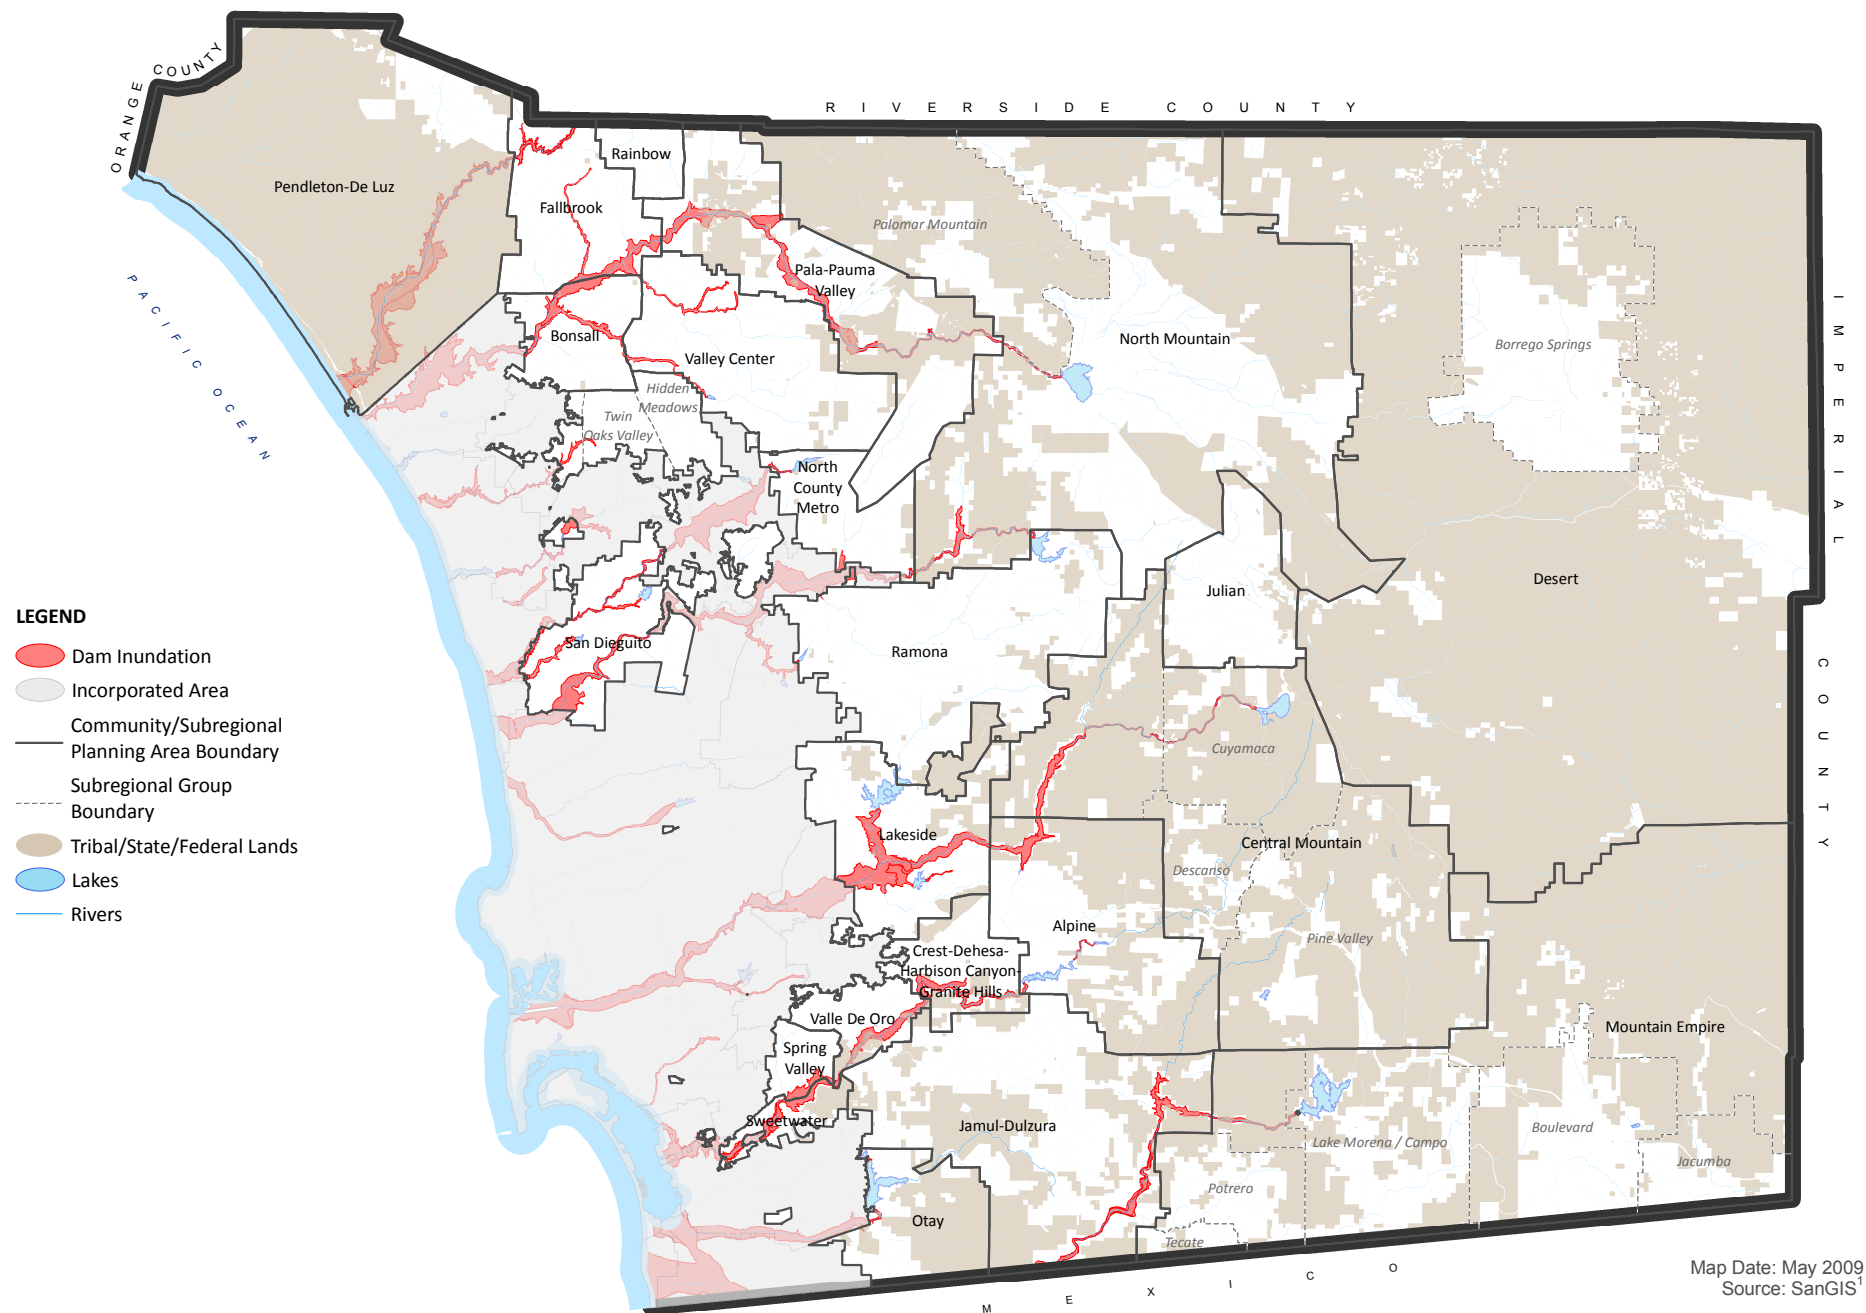 ORANGE COUNTY
RIVERSIDE COUNTY
IMPERIAL COUNTY
PACIFIC OCEAN
MEXICO
Pendleton-De Luz
Rainbow
Fallbrook
Palomar Mountain
Pala-Pauma
Valley
Bonsall
Valley Center
North Mountain
Borrego Springs
Hidden
Meadows
Twin
Oaks Valley
North
County
Metro
Desert
Julian
San Dieguito
Ramona
Cuyamaca
Lakeside
Central Mountain
Descanso
Alpine
Pine Valley
Crest-Dehesa-
Harbison Canyon-
Granite Hills
Valle De Oro
Mountain Empire
Spring
Valley
Sweetwater
Jamul-Dulzura
Lake Morena / Campo
Boulevard
Jacumba
Potrero
Otay
Tecate
LEGEND
Dam Inundation
Incorporated Area
Community/Subregional
Planning Area Boundary
Subregional Group
Boundary
Tribal/State/Federal Lands
Lakes
Rivers
Map Date: May 2009
Source: SanGIS1